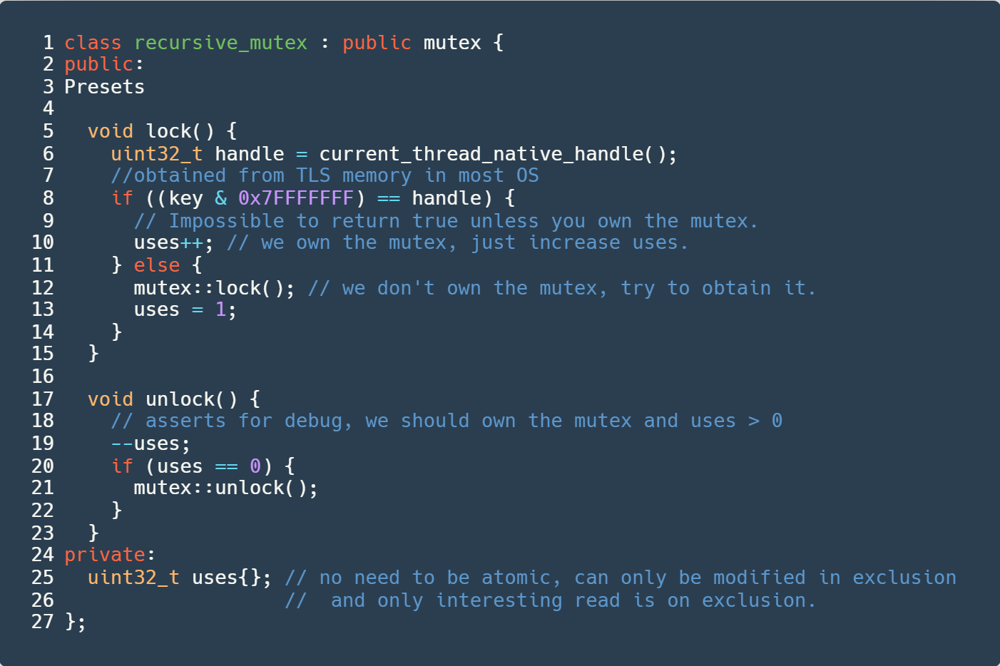 1 class recursive_mutex : public mutex {
2 public:
3 Presets
4
5   void lock() {
6     uint32_t handle = current_thread_native_handle();
7     //obtained from TLS memory in most OS
8     if ((key & 0x7FFFFFFF) == handle) {
9       // Impossible to return true unless you own the mutex.
10       uses++; // we own the mutex, just increase uses.
11     } else {
12       mutex::lock(); // we don't own the mutex, try to obtain it.
13       uses = 1;
14     }
15   }
16
17   void unlock() {
18     // asserts for debug, we should own the mutex and uses > 0
19     --uses;
20     if (uses == 0) {
21       mutex::unlock();
22     }
23   }
24 private:
25   uint32_t uses{}; // no need to be atomic, can only be modified in exclusion
26                    //  and only interesting read is on exclusion.
27 };